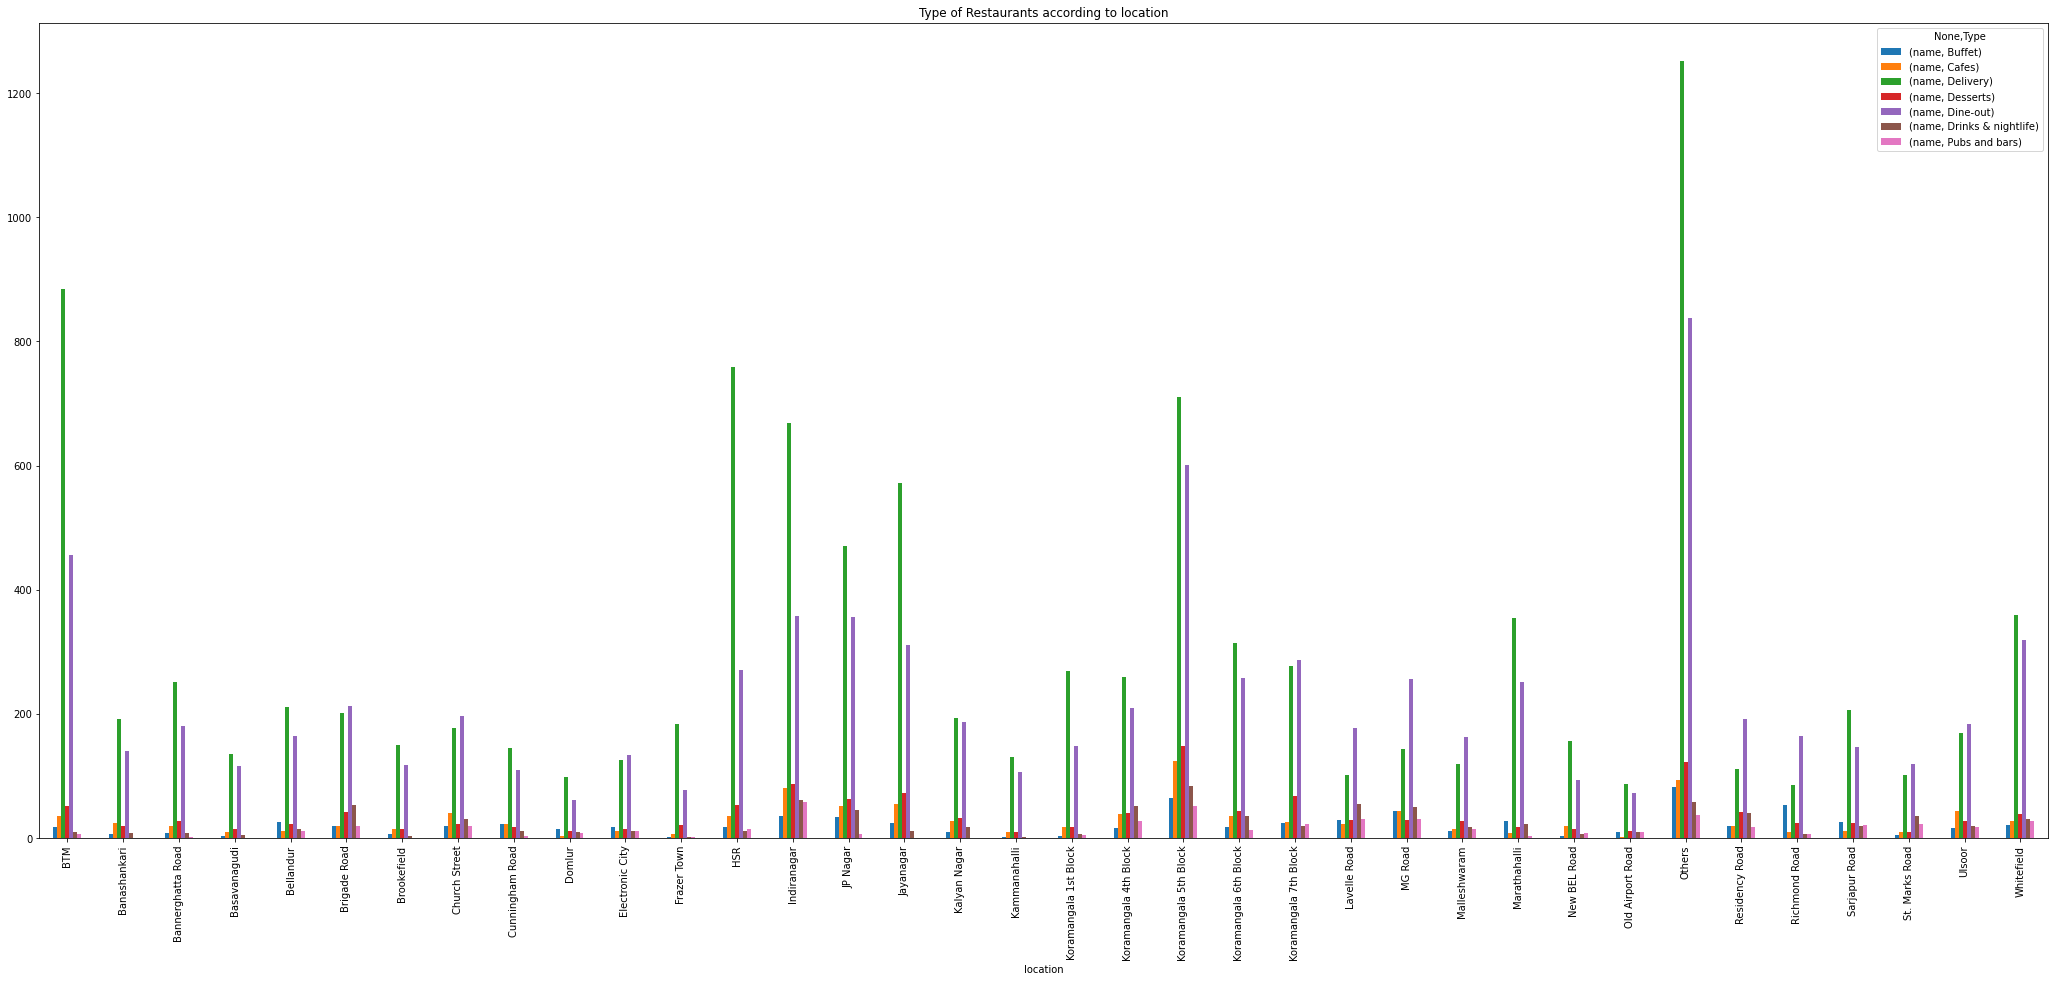 Type of Restaurants according to location
None,Type
(name, Buffet)
(name, Cafes)
(name, Delivery)
(name, Desserts)
(name, Dine-out)
(name, Drinks & nightlife)
(name, Pubs and bars)
1200
1000
800
600
400
200
0
BTM
Banashankari
Bannerghatta Road
Basavanagudi
Bellandur
Brigade Road
Brookefield
Church Street
Cunningham Road
Domlur
Electronic City
Frazer Town
HSR
Indiranagar
JP Nagar
Jayanagar
Kalyan Nagar
Kammanahalli
Koramangala 1st Block
Koramangala 4th Block
Koramangala 5th Block
Koramangala 6th Block
Koramangala 7th Block
Lavelle Road
MG Road
Malleshwaram
Marathahalli
New BEL Road
Old Airport Road
Others
Residency Road
Richmond Road
Sarjapur Road
St. Marks Road
Ulsoor
Whitefield
location